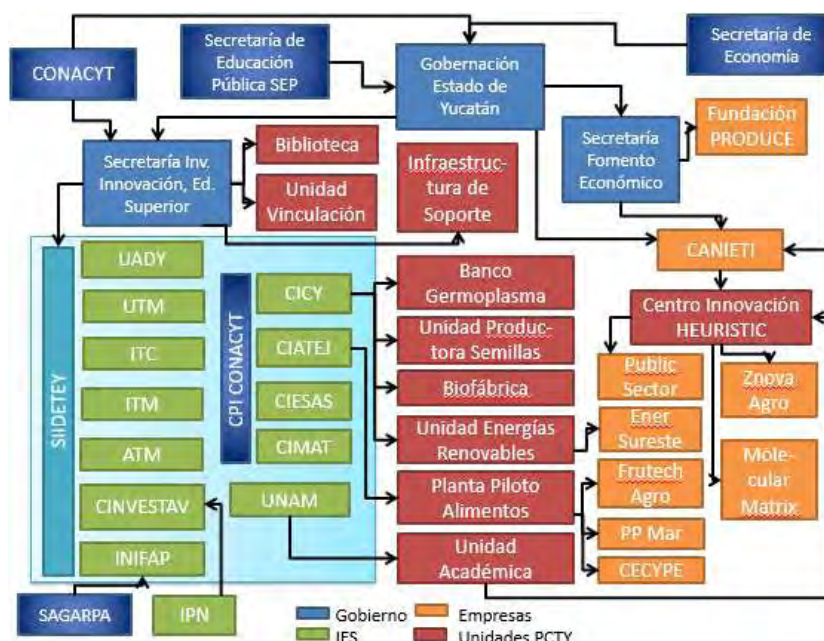 CONACYT
Secretaría de
Educación
Pública SEP
Gobernación
Estado de
Yucatán
Secretaría de
Economía
Secretaría Inv.
Innovación, Ed.
Superior
Biblioteca
Unidad
Vinculación
Infraestruc-
tura de
Soporte
Secretaría
Fomento
Económico
Fundación
PRODUCE
CANIETI
Centro Innovación
HEURISTIC
Public
Sector
Znova
Agro
Mole-
cular
Matrix
SIIDETEY
UADY
UTM
ITC
ITM
ATM
CINVESTAV
INIFAP
CPI CONACYT
CICY
CIATEJ
CIESAS
CIMAT
UNAM
Banco
Germoplasma
Unidad Produc-
tora Semillas
Biofábrica
Unidad Energías
Renovables
Planta Piloto
Alimentos
Unidad
Académica
Ener
Sureste
Frutech
Agro
PP Mar
CECYPE
SAGARPA
IPN
Gobierno
Empresas
IES
Unidades PCTY